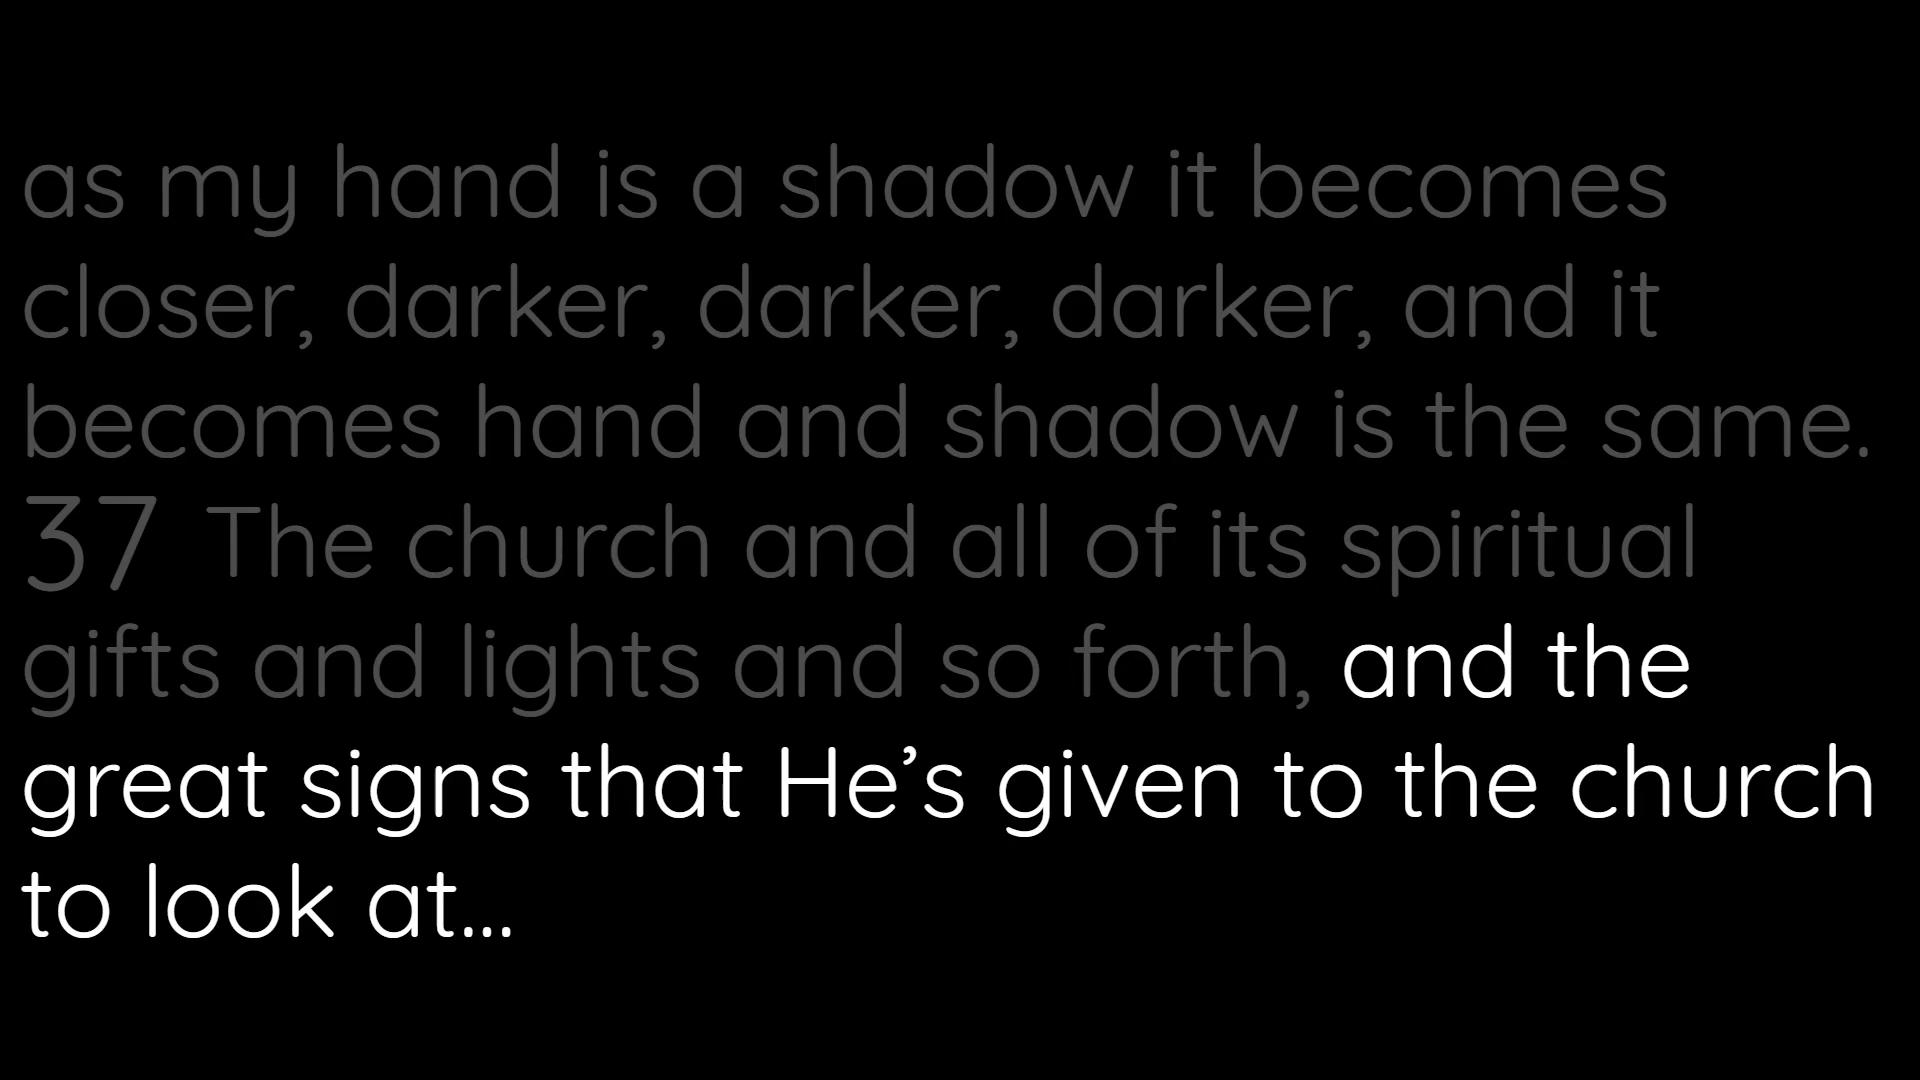 as my hand is a shadow it becomes
closer, darker, darker, darker, and it
becomes hand and shadow is the same.
37 The church and all of its spiritual
gifts and lights and so forth, and the
great signs that He’s given to the church
to look at...